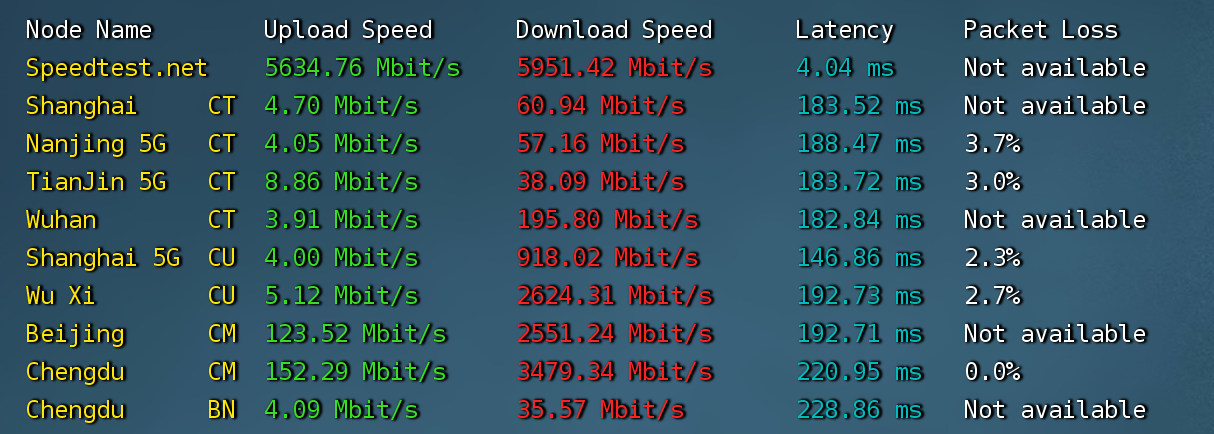 Node Name Upload Speed Download Speed Latency Packet Loss
Speedtest.net 5634.76 Mbit/s 5951.42 Mbit/s 4.04 ms Not available
Shanghai CT 4.70 Mbit/s 60.94 Mbit/s 183.52 ms Not available
Nanjing 5G CT 4.05 Mbit/s 57.16 Mbit/s 188.47 ms 3.7%
TianJin 5G CT 8.86 Mbit/s 38.09 Mbit/s 183.72 ms 3.0%
Wuhan CT 3.91 Mbit/s 195.80 Mbit/s 182.84 ms Not available
Shanghai 5G CU 4.00 Mbit/s 918.02 Mbit/s 146.86 ms 2.3%
Wu Xi CU 5.12 Mbit/s 2624.31 Mbit/s 192.73 ms 2.7%
Beijing CM 123.52 Mbit/s 2551.24 Mbit/s 192.71 ms Not available
Chengdu CM 152.29 Mbit/s 3479.34 Mbit/s 220.95 ms 0.0%
Chengdu BN 4.09 Mbit/s 35.57 Mbit/s 228.86 ms Not available